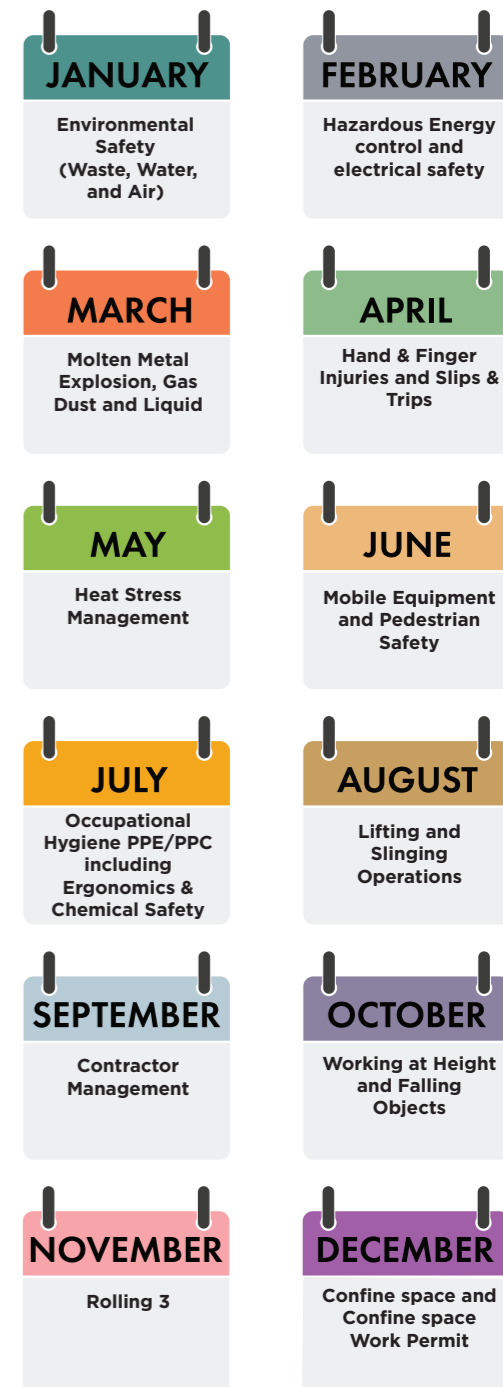 JANUARY
Environmental
Safety
(Waste, Water,
and Air)
FEBRUARY
Hazardous Energy
control and
electrical safety
MARCH
Molten Metal
Explosion, Gas
Dust and Liquid
APRIL
Hand & Finger
Injuries and Slips &
Trips
MAY
Heat Stress
Management
JUNE
Mobile Equipment
and Pedestrian
Safety
JULY
Occupational
Hygiene PPE/PPC
including
Ergonomics &
Chemical Safety
AUGUST
Lifting and
Slinging
Operations
SEPTEMBER
Contractor
Management
OCTOBER
Working at Height
and Falling
Objects
NOVEMBER
Rolling 3
DECEMBER
Confine space and
Confine space
Work Permit